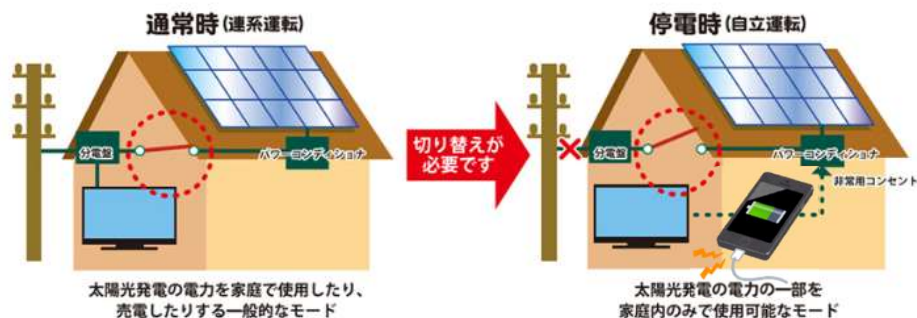 通常時(連系運転)
分電盤
パワーコンディショナ
太陽光発電の電力を家庭で使用したり、
売電したりする一般的なモード
切り替えが
必要です
停電時(自立運転)
分電盤
パワーコンディショナ
非常用コンセント
太陽光発電の電力の一部を
家庭内のみで使用可能なモード